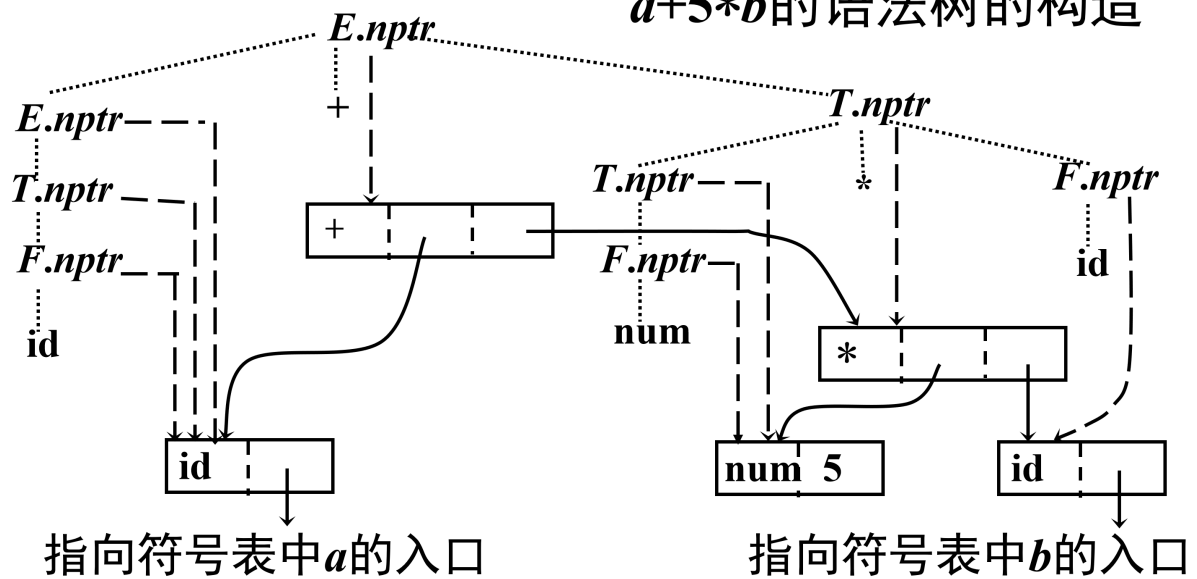 a+5*b的语法树的构造
E.nptr
+
E.nptr
T.nptr
T.nptr
*
F.nptr
T.nptr
+
F.nptr
F.nptr
id
id
num
*
id
num 5
id
指向符号表中a的入口
指向符号表中b的入口